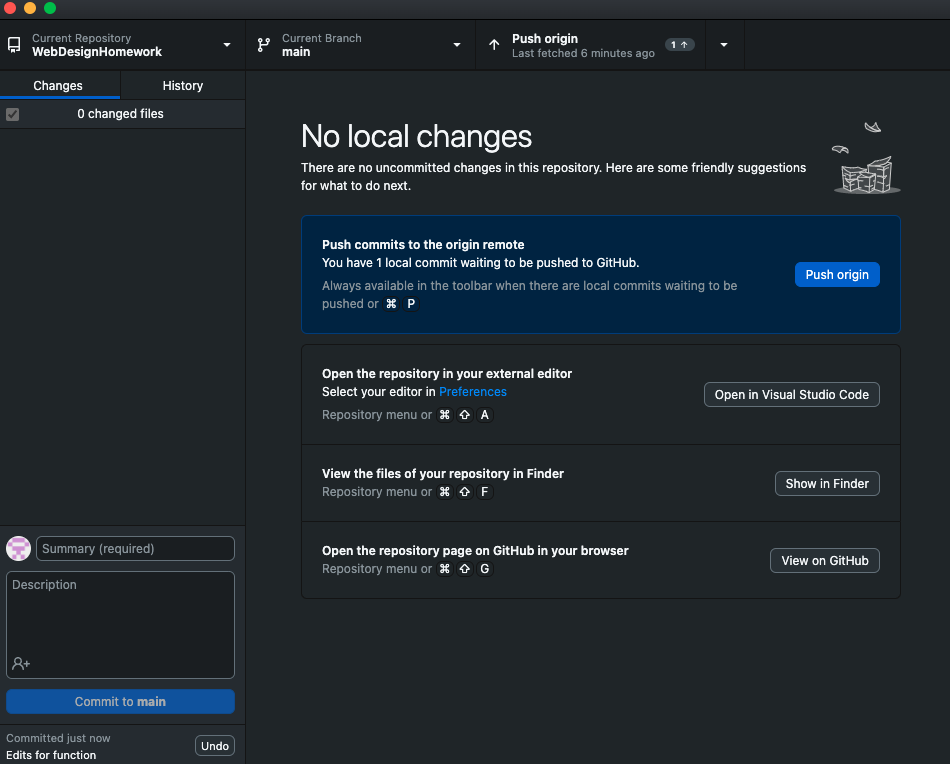 Current Repository
WebDesignHomework
Current Branch
main
Push origin
Last fetched 6 minutes ago
1
Changes
History
0 changed files
No local changes
There are no uncommitted changes in this repository. Here are some friendly suggestions
for what to do next.
Push commits to the origin remote
You have 1 local commit waiting to be pushed to GitHub.
Always available in the toolbar when there are local commits waiting to be
pushed or ⌘ P
Push origin
Open the repository in your external editor
Select your editor in Preferences
Repository menu or ⌘ ⇧ A
Open in Visual Studio Code
View the files of your repository in Finder
Repository menu or ⌘ ⇧ F
Show in Finder
Open the repository page on GitHub in your browser
Repository menu or ⌘ ⇧ G
View on GitHub
Summary (required)
Description
Commit to main
Committed just now
Edits for function
Undo